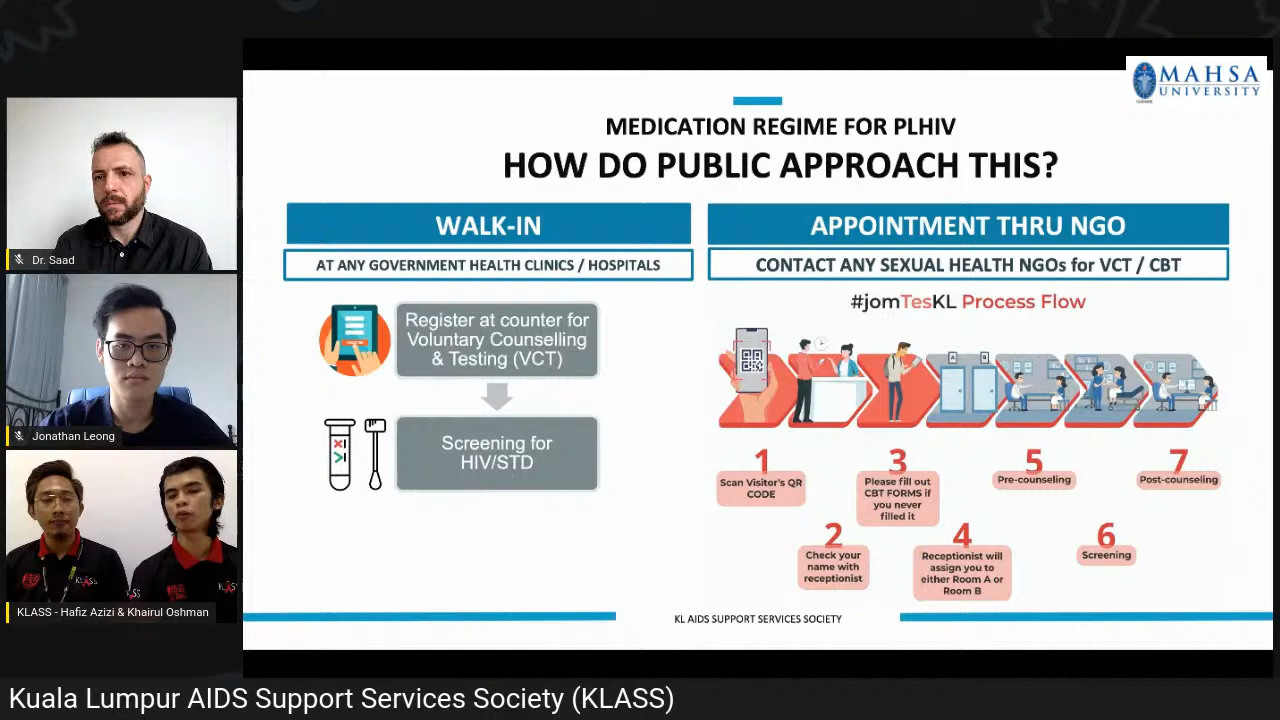 MAHSA
UNIVERSITY
MEDICATION REGIME FOR PLHIV
HOW DO PUBLIC APPROACH THIS?
WALK-IN
AT ANY GOVERNMENT HEALTH CLINICS / HOSPITALS
Register at counter for
Voluntary Counselling
& Testing (VCT)
Screening for
HIV/STD
APPOINTMENT THRU NGO
CONTACT ANY SEXUAL HEALTH NGOs for VCT / CBT
#jomTesKL Process Flow
A
B
1
Scan Visitor's QR
CODE
2
Check your
name with
receptionist
3
Please fill out
CBT FORMS if
you never
filled it
4
Receptionist will
assign you to
either Room A or
Room B
5
Pre-counseling
6
Screening
7
Post-counseling
KL AIDS SUPPORT SERVICES SOCIETY
Dr. Saad
Jonathan Leong
KLASS
KLASS - Hafiz Azizi & Khairul Oshman
Kuala Lumpur AIDS Support Services Society (KLASS)